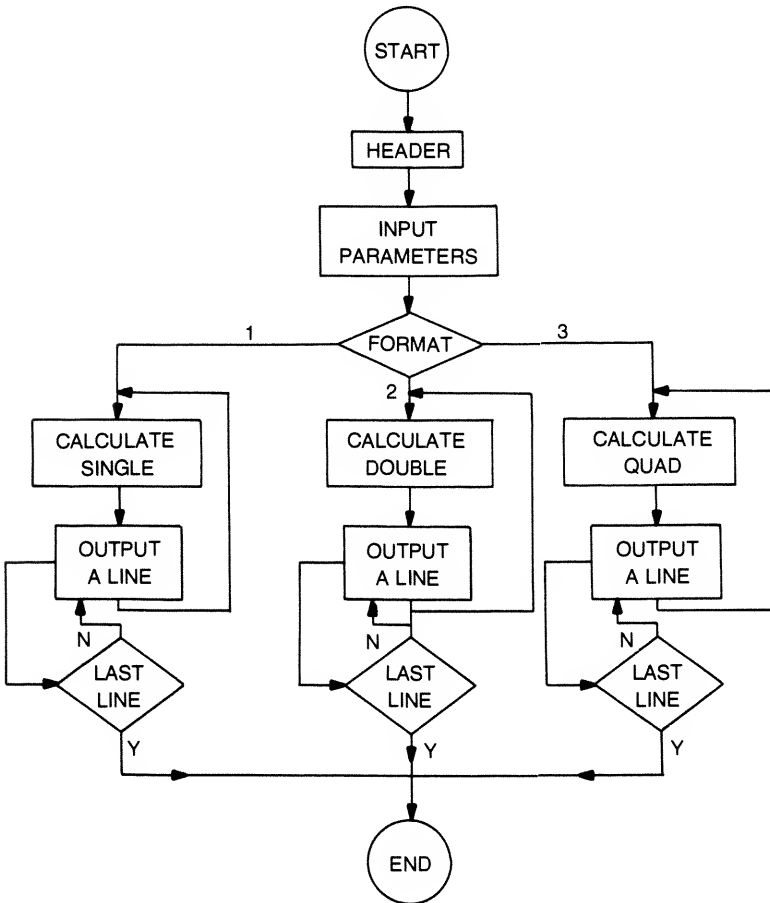 START
HEADER
INPUT
PARAMETERS
1
FORMAT
3
2
CALCULATE
SINGLE
CALCULATE
DOUBLE
CALCULATE
QUAD
OUTPUT
A LINE
OUTPUT
A LINE
OUTPUT
A LINE
N
N
N
LAST
LINE
LAST
LINE
LAST
LINE
Y
Y
Y
END